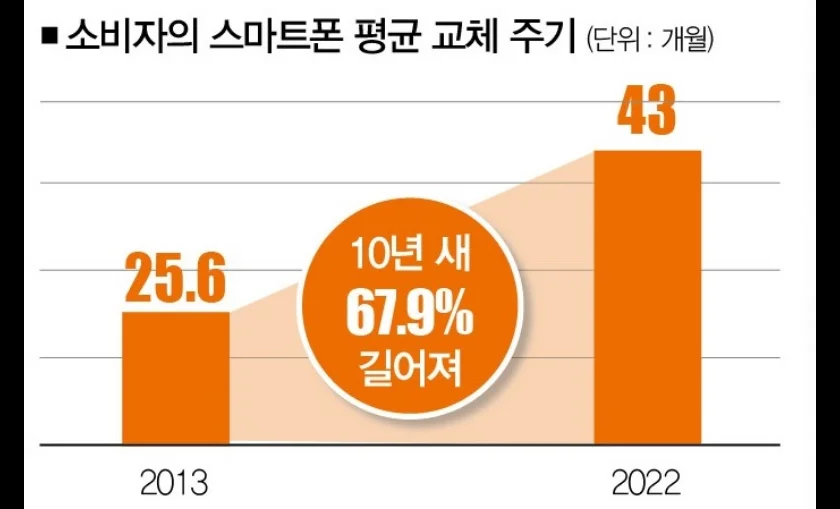 ■ 소비자의 스마트폰 평균 교체 주기 (단위 : 개월)
43
25.6
10년 새
67.9%
길어져
2013 2022